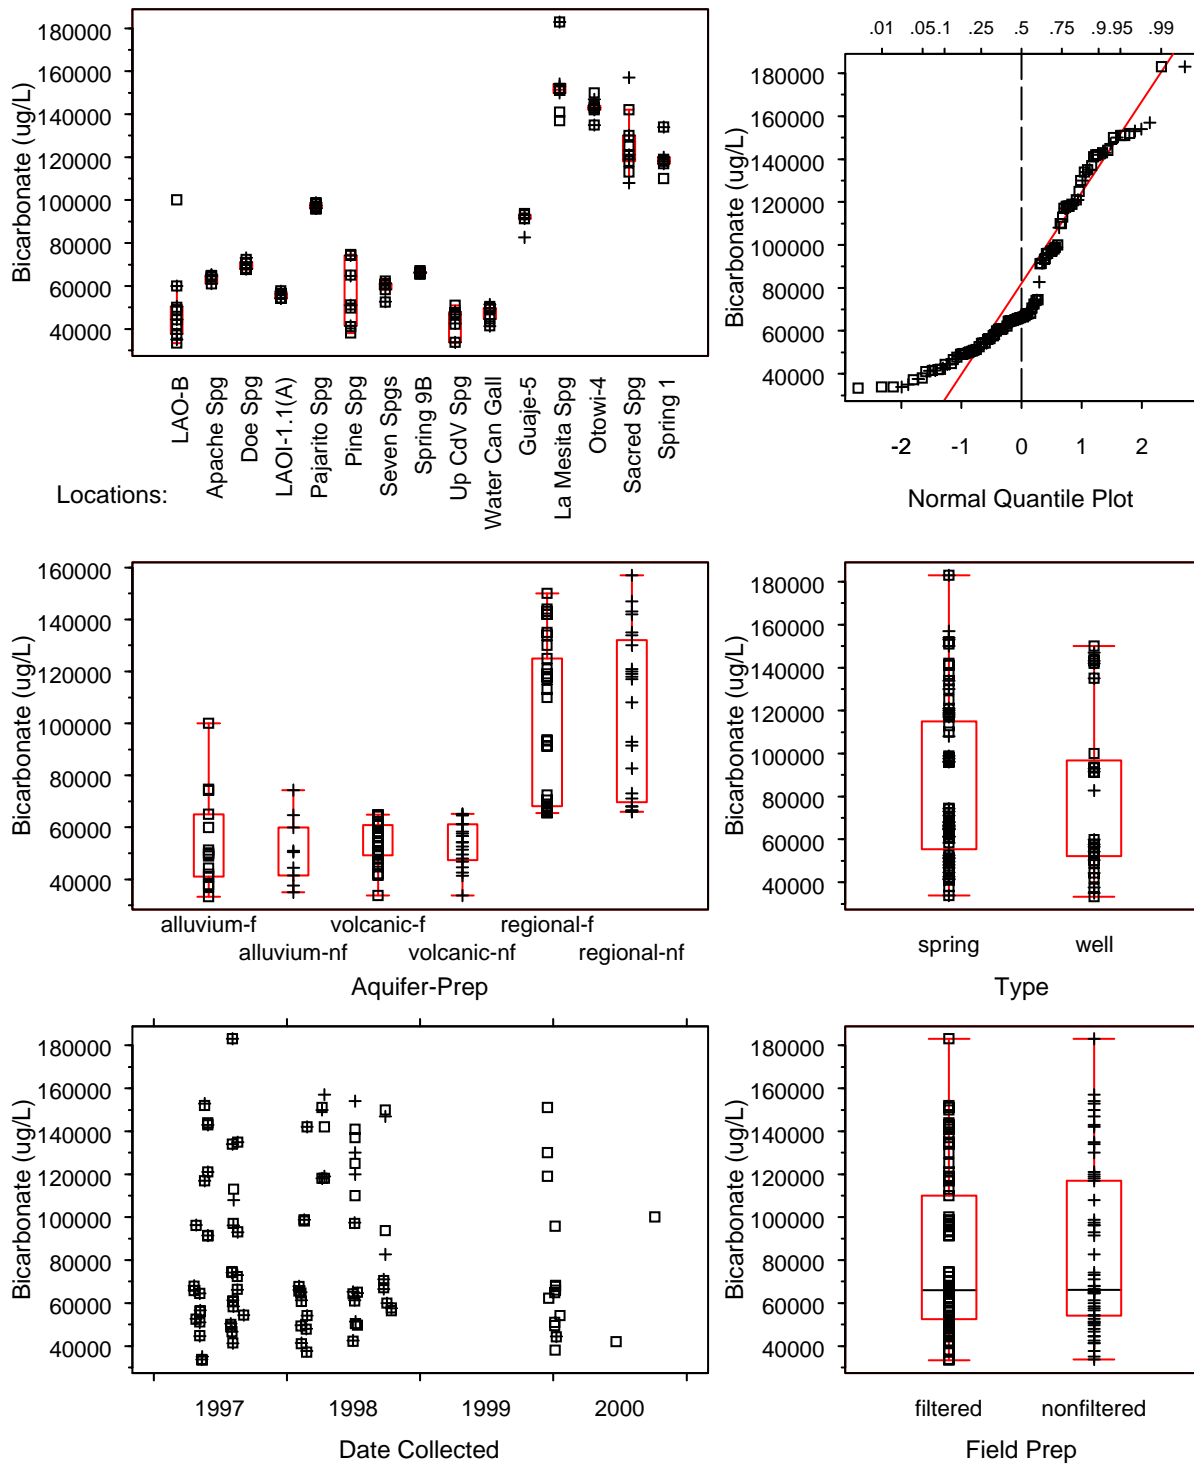 180000
160000
140000
120000
100000
80000
60000
40000
Bicarbonate (ug/L)
Locations:
LAO-B
Apache Spg
Doe Spg
LAOI-1.1(A)
Pajarito Spg
Pine Spg
Seven Spgs
Spring 9B
Up CdV Spg
Water Can Gall
Guaje-5
La Mesita Spg
Otowi-4
Sacred Spg
Spring 1
.01 .05 .1 .25 .5 .75 .9 .95 .99
180000
160000
140000
120000
100000
80000
60000
40000
Bicarbonate (ug/L)
-2 -1 0 1 2
Normal Quantile Plot
160000
140000
120000
100000
80000
60000
40000
Bicarbonate (ug/L)
alluvium-f volcanic-f regional-f
alluvium-nf volcanic-nf regional-nf
Aquifer-Prep
180000
160000
140000
120000
100000
80000
60000
40000
Bicarbonate (ug/L)
spring well
Type
180000
160000
140000
120000
100000
80000
60000
40000
Bicarbonate (ug/L)
1997 1998 1999 2000
Date Collected
180000
160000
140000
120000
100000
80000
60000
40000
Bicarbonate (ug/L)
filtered nonfiltered
Field Prep